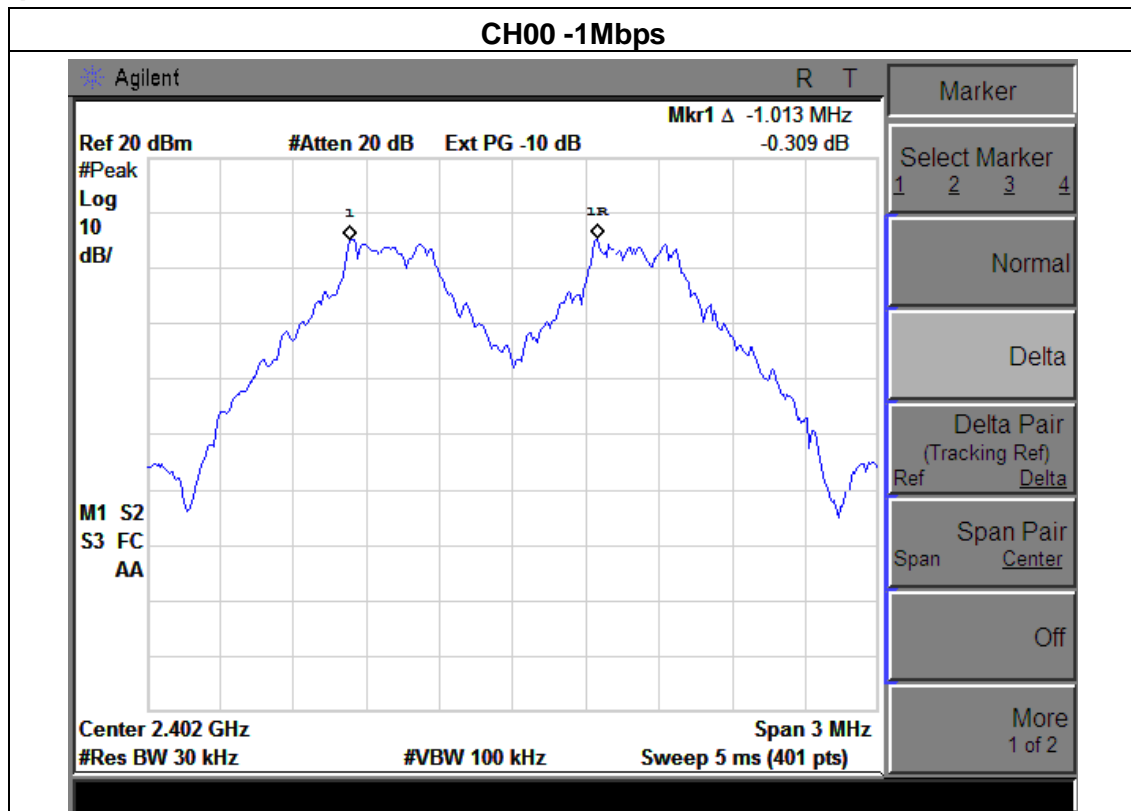 CH00 -1Mbps
Agilent R T
Mkr1 Δ -1.013 MHz
Ref 20 dBm #Atten 20 dB Ext PG -10 dB -0.309 dB
#Peak
Log
10
dB/
1
1R
M1 S2
S3 FC
AA
Center 2.402 GHz Span 3 MHz
#Res BW 30 kHz #VBW 100 kHz Sweep 5 ms (401 pts)
Marker
Select Marker
1 2 3 4
Normal
Delta
Delta Pair
(Tracking Ref)
Ref Delta
Span Pair
Span Center
Off
More
1 of 2